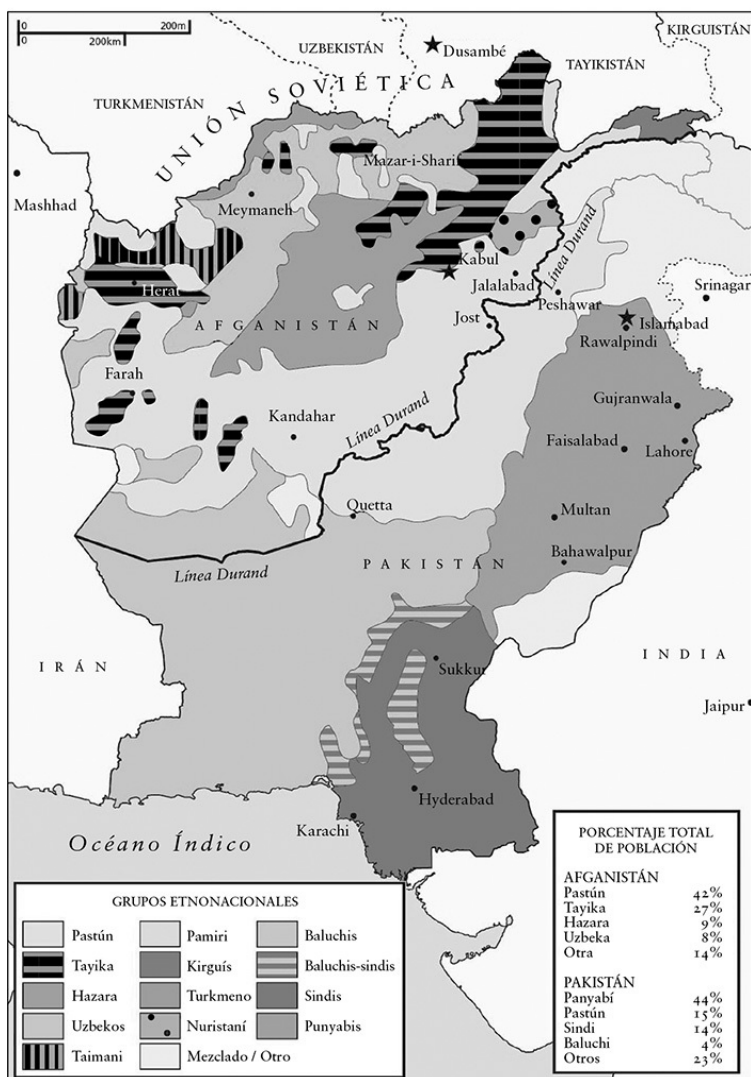 0 200m
0 200km
UZBEKISTÁN
Dusambé
KIRGUISTÁN
TAYIKISTÁN
TURKMENISTÁN
UNIÓN SOVIÉTICA
Mazar-i-Sharif
Mashhad
Meymaneh
Línea Durand
Kabul
Herat
Jalalabad
Peshawar
Srinagar
AFGANISTÁN
Jost
Islamabad
Rawalpindi
Farah
Gujranwala
Kandahar
Línea Durand
Faisalabad
Lahore
Quetta
Multan
PAKISTÁN
Bahawalpur
Línea Durand
IRÁN
Sukkur
INDIA
Jaipur
Hyderabad
Karachi
Océano Índico
GRUPOS ETNONACIONALES
Pastún Pamiri Baluchis
Tayika Kirguís Baluchis-sindis
Hazara Turkmeno Sindis
Uzbekos Nuristaní Punyabis
Taimani Mezclado / Otro
PORCENTAJE TOTAL
DE POBLACIÓN
AFGANISTÁN
Pastún 42%
Tayika 27%
Hazara 9%
Uzbeka 8%
Otra 14%
PAKISTÁN
Panyabí 44%
Pastún 15%
Sindi 14%
Baluchi 4%
Otros 23%